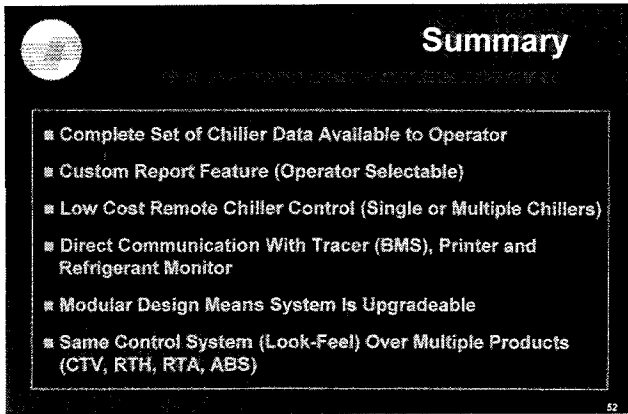 Summary
Complete Set of Chiller Data Available to Operator
Custom Report Feature (Operator Selectable)
Low Cost Remote Chiller Control (Single or Multiple Chillers)
Direct Communication With Tracer (BMS), Printer and
Refrigerant Monitor
Modular Design Means System Is Upgradeable
Same Control System (Look-Feel) Over Multiple Products
(CTV, RTH, RTA, ABS)
52